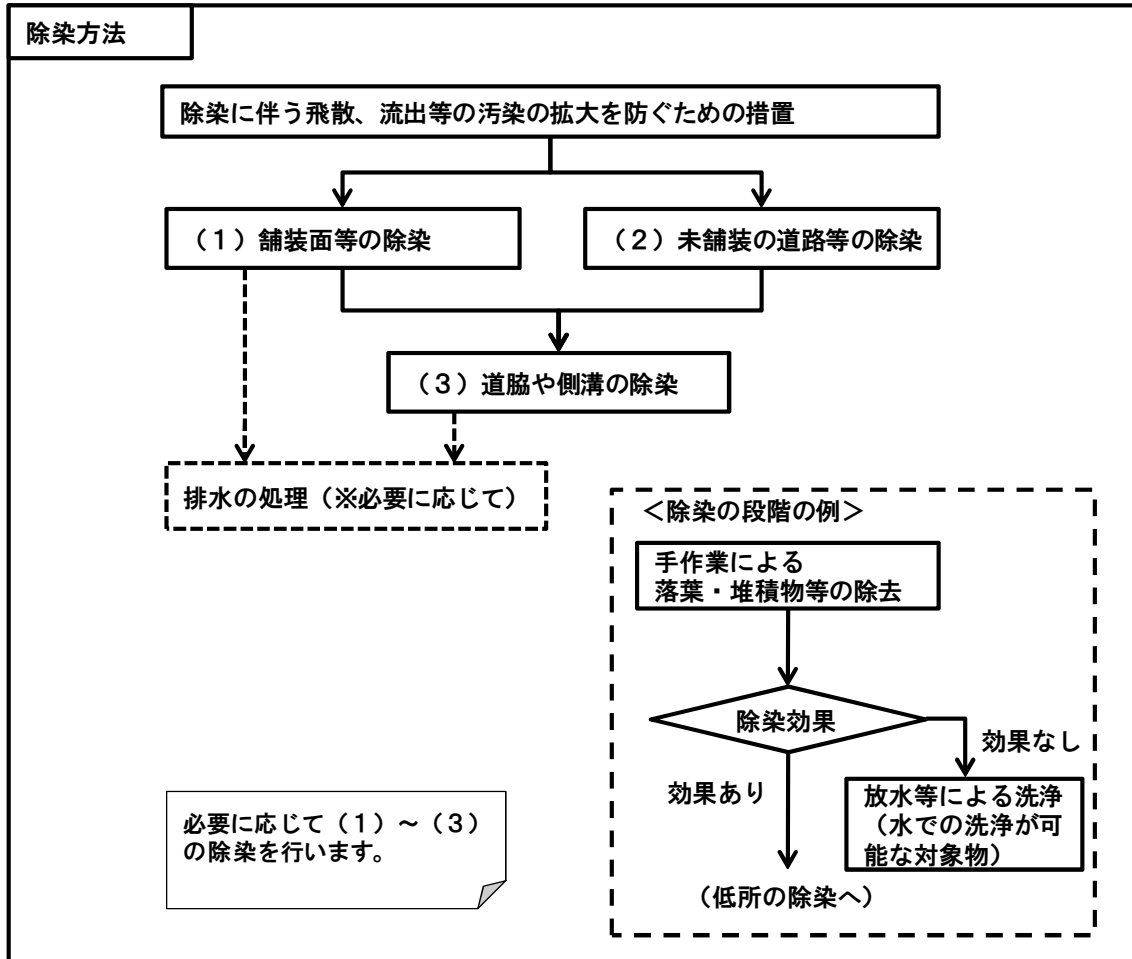 除染方法
除染に伴う飛散、流出等の汚染の拡大を防ぐための措置
（１）舗装面等の除染
（２）未舗装の道路等の除染
（３）道脇や側溝の除染
排水の処理（※必要に応じて）
＜除染の段階の例＞
手作業による
落葉・堆積物等の除去
除染効果
効果なし
効果あり
放水等による洗浄
（水での洗浄が可
能な対象物）
（低所の除染へ）
必要に応じて（１）～（３）
の除染を行います。